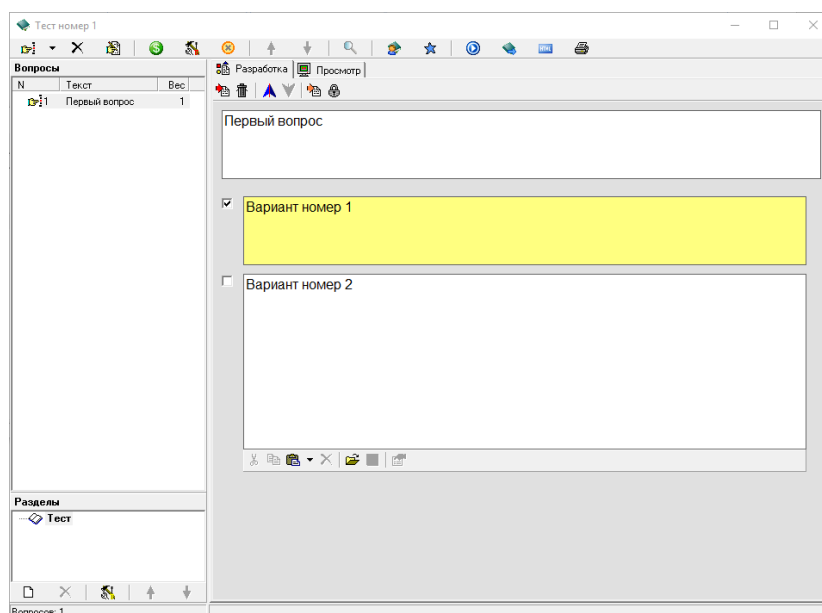 Тест номер 1
Вопросы
N Текст Вес
1 Первый вопрос 1
Разработка Просмотр
Первый вопрос
Вариант номер 1
Вариант номер 2
Разделы
Тест
Вопросов: 1